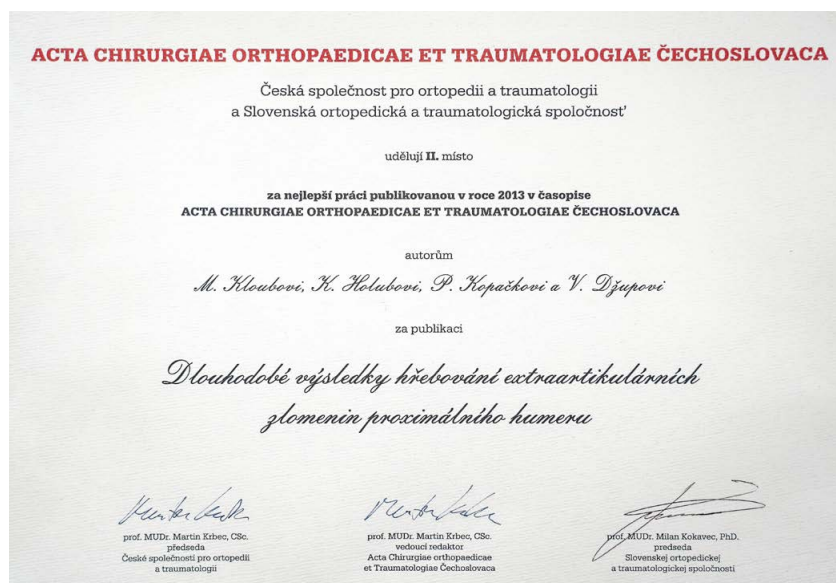 ACTA CHIRURGIAE ORTHOPAEDICAE ET TRAUMATOLOGIAE ČECHOSLOVACA
Česká společnost pro ortopedii a traumatologii
a Slovenská ortopedická a traumatologická spoločnosť
udělují II. místo
za nejlepší práci publikovanou v roce 2013 v časopise
ACTA CHIRURGIAE ORTHOPAEDICAE ET TRAUMATOLOGIAE ČECHOSLOVACA
autorům
M. Kloubovi, K. Holubovi, P. Kopačkovi a V. Džupovi
za publikaci
Dlouhodobé výsledky hřebování extraartikulárních
zlomenin proximálního humeru
prof. MUDr. Martin Krbec, CSc.
předseda
České společnosti pro ortopedii
a traumatologii
prof. MUDr. Martin Krbec, CSc.
vedoucí redaktor
Acta Chirurgiae orthopaedicae
et Traumatologiae Čechoslovaca
prof. MUDr. Milan Kokavec, PhD.
predseda
Slovenskej ortopedickej
a traumatologickej spoločnosti